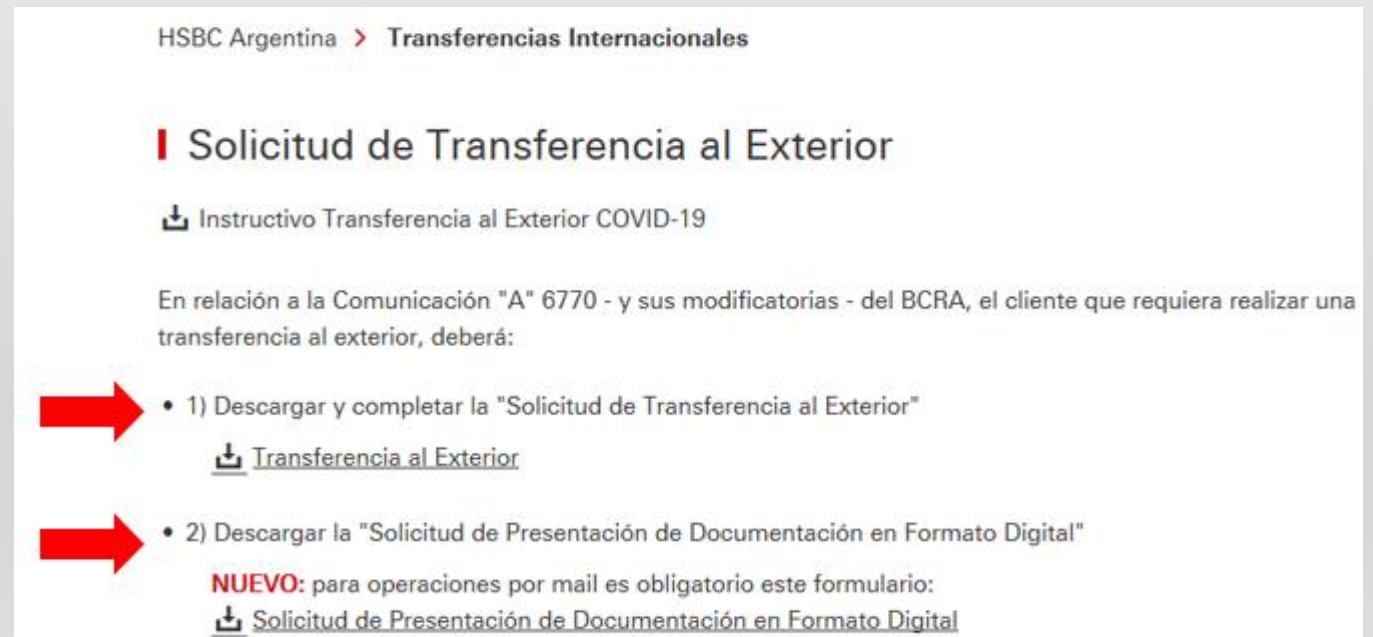 HSBC Argentina > Transferencias Internacionales
Solicitud de Transferencia al Exterior
Instructivo Transferencia al Exterior COVID-19
En relación a la Comunicación "A" 6770 - y sus modificatorias - del BCRA, el cliente que requiera realizar una
transferencia al exterior, deberá:
• 1) Descargar y completar la "Solicitud de Transferencia al Exterior"
Transferencia al Exterior
• 2) Descargar la "Solicitud de Presentación de Documentación en Formato Digital"
NUEVO: para operaciones por mail es obligatorio este formulario:
Solicitud de Presentación de Documentación en Formato Digital